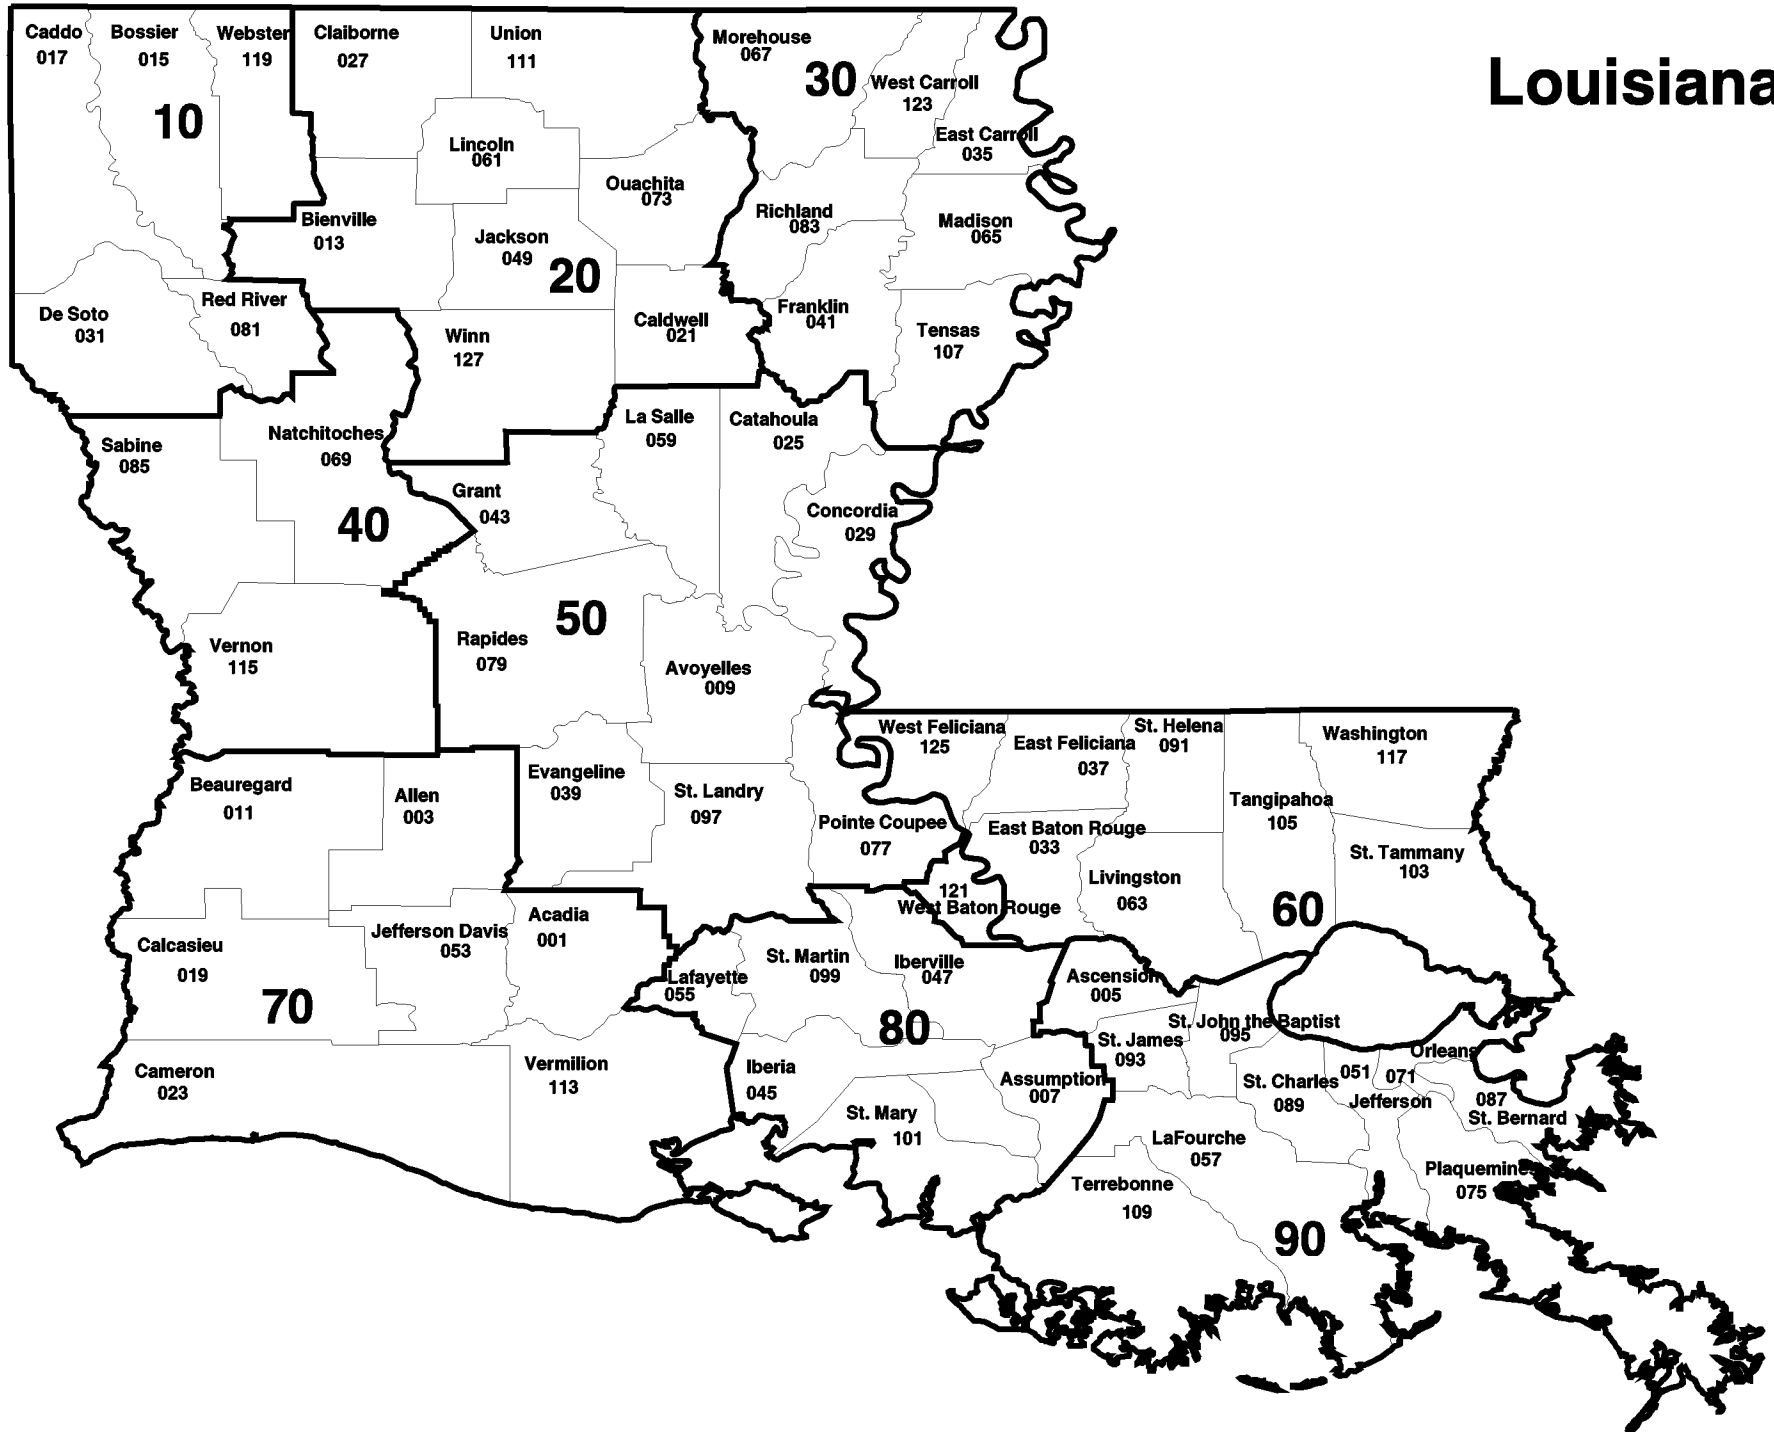 Louisiana
Caddo
017
Bossier
015
Webster
119
10
Claiborne
027
Union
111
Morehouse
067
30
West Carroll
123
East Carroll
035
Lincoln
061
Ouachita
073
Richland
083
Madison
065
Bienville
013
Jackson
049
20
De Soto
031
Red River
081
Winn
127
Caldwell
021
Franklin
041
Tensas
107
Sabine
085
Natchitoches
069
40
La Salle
059
Catahoula
025
Grant
043
Concordia
029
Vernon
115
Rapides
079
50
Avoyelles
009
Beauregard
011
Allen
003
Evangeline
039
St. Landry
097
Pointe Coupee
077
West Feliciana
125
East Feliciana
037
St. Helena
091
Washington
117
Tangipahoa
105
East Baton Rouge
033
St. Tammany
103
Livingston
063
60
121
West Baton Rouge
Calcasieu
019
Jefferson Davis
053
Acadia
001
70
Lafayette
055
St. Martin
099
Iberville
047
80
Ascension
005
St. James
093
St. John the Baptist
095
Cameron
023
Vermilion
113
Iberia
045
St. Mary
101
Assumption
007
St. Charles
089
051
Jefferson
Orleans
071
087
St. Bernard
LaFourche
057
Terrebonne
109
90
Plaquemines
075